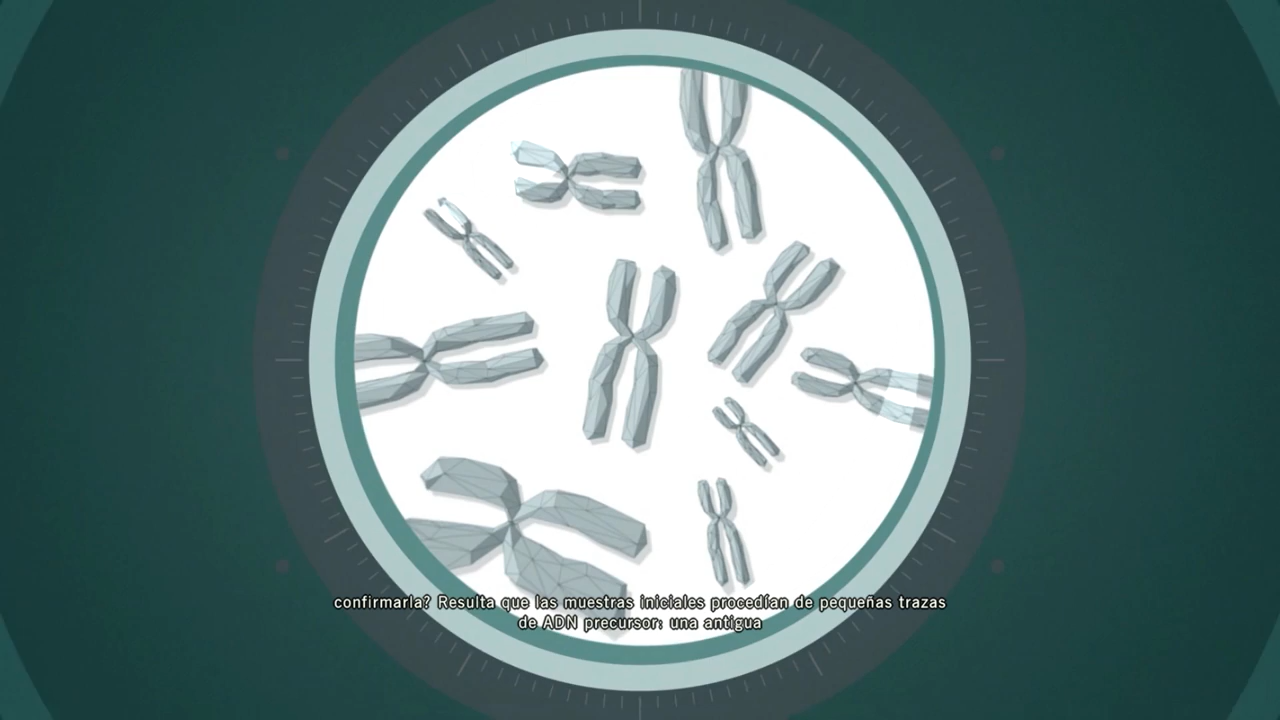 confirmarla? Resulta que las muestras iniciales procedían de pequeñas trazas
de ADN precursor: una antigua